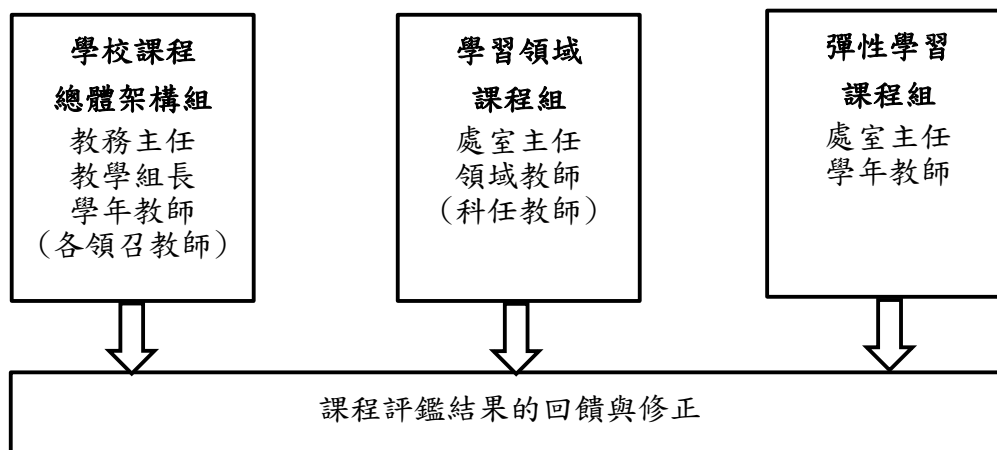 學校課程
總體架構組
教務主任
教學組長
學年教師
（各領召教師）
學習領域
課程組
處室主任
領域教師
（科任教師）
彈性學習
課程組
處室主任
學年教師
課程評鑑結果的回饋與修正